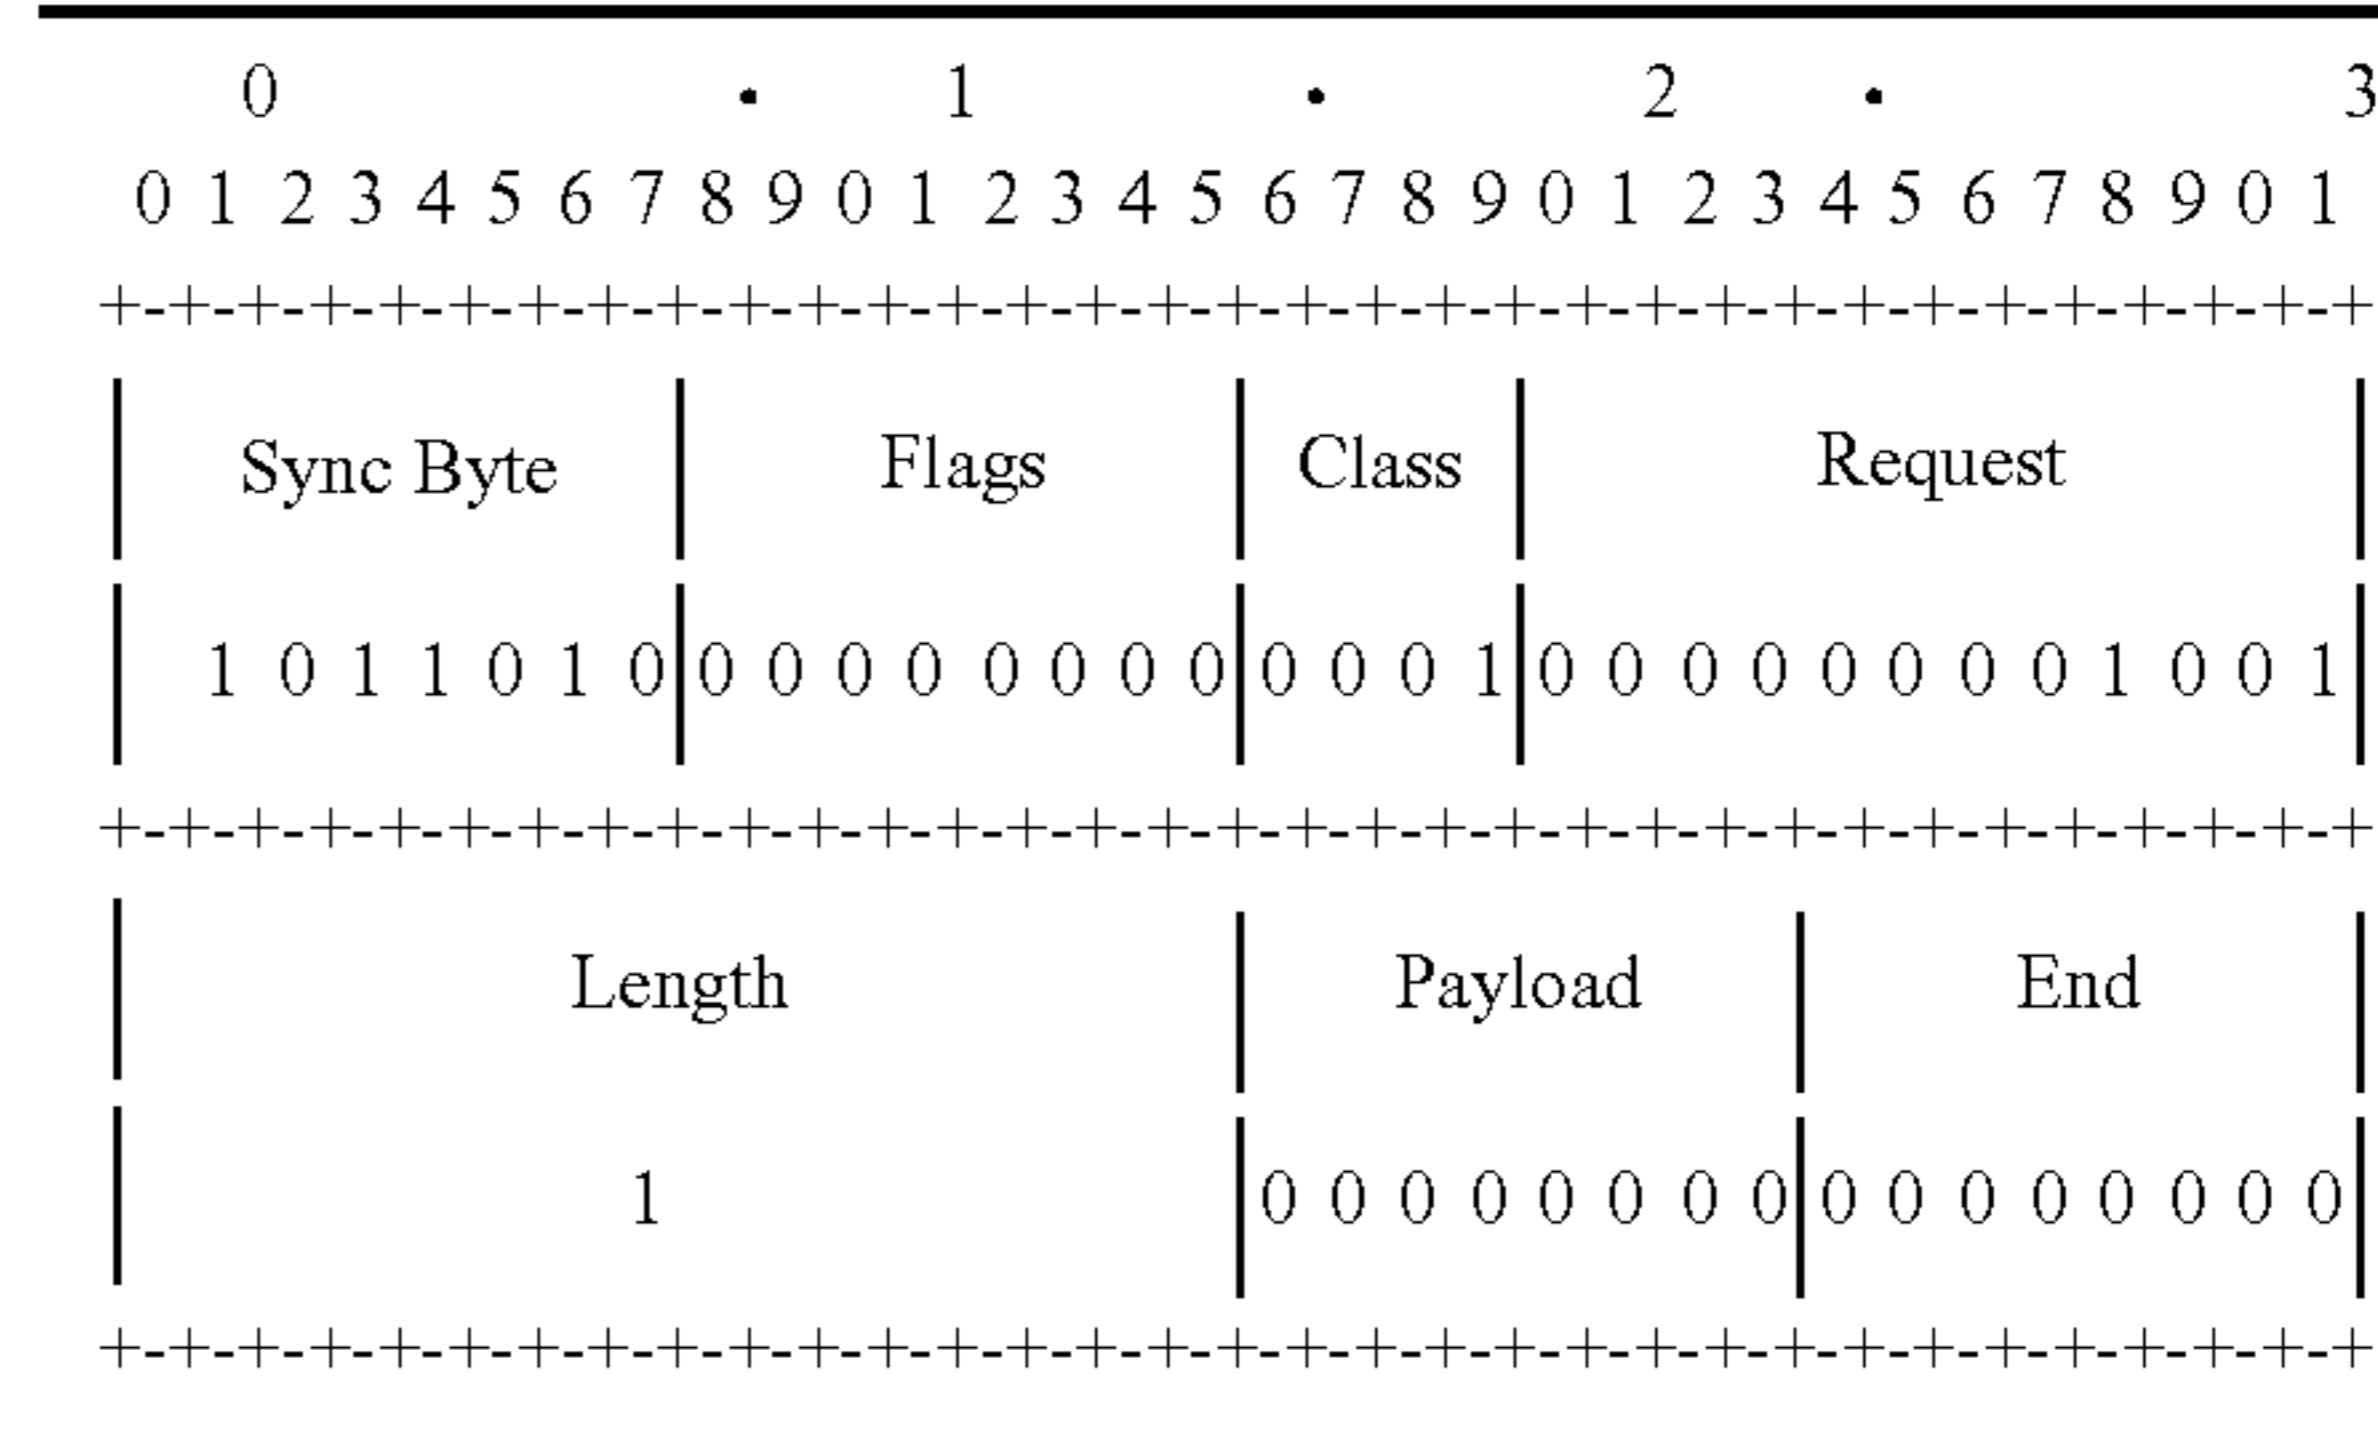 0 • 1 • 2 • 3
0 1 2 3 4 5 6 7 8 9 0 1 2 3 4 5 6 7 8 9 0 1 2 3 4 5 6 7 8 9 0 1
+-+-+-+-+-+-+-+-+-+-+-+-+-+-+-+-+-+-+-+-+-+-+-+-+-+-+-+-+-+-+-+-+
| Sync Byte | Flags | Class | Request |
| 1 0 1 1 0 1 0|0 0 0 0 0 0 0 0|0 0 0 1|0 0 0 0 0 0 0 0 1 0 0 1|
+-+-+-+-+-+-+-+-+-+-+-+-+-+-+-+-+-+-+-+-+-+-+-+-+-+-+-+-+-+-+-+-+
| Length | Payload | End |
| 1 |0 0 0 0 0 0 0 0|0 0 0 0 0 0 0 0|
+-+-+-+-+-+-+-+-+-+-+-+-+-+-+-+-+-+-+-+-+-+-+-+-+-+-+-+-+-+-+-+-+